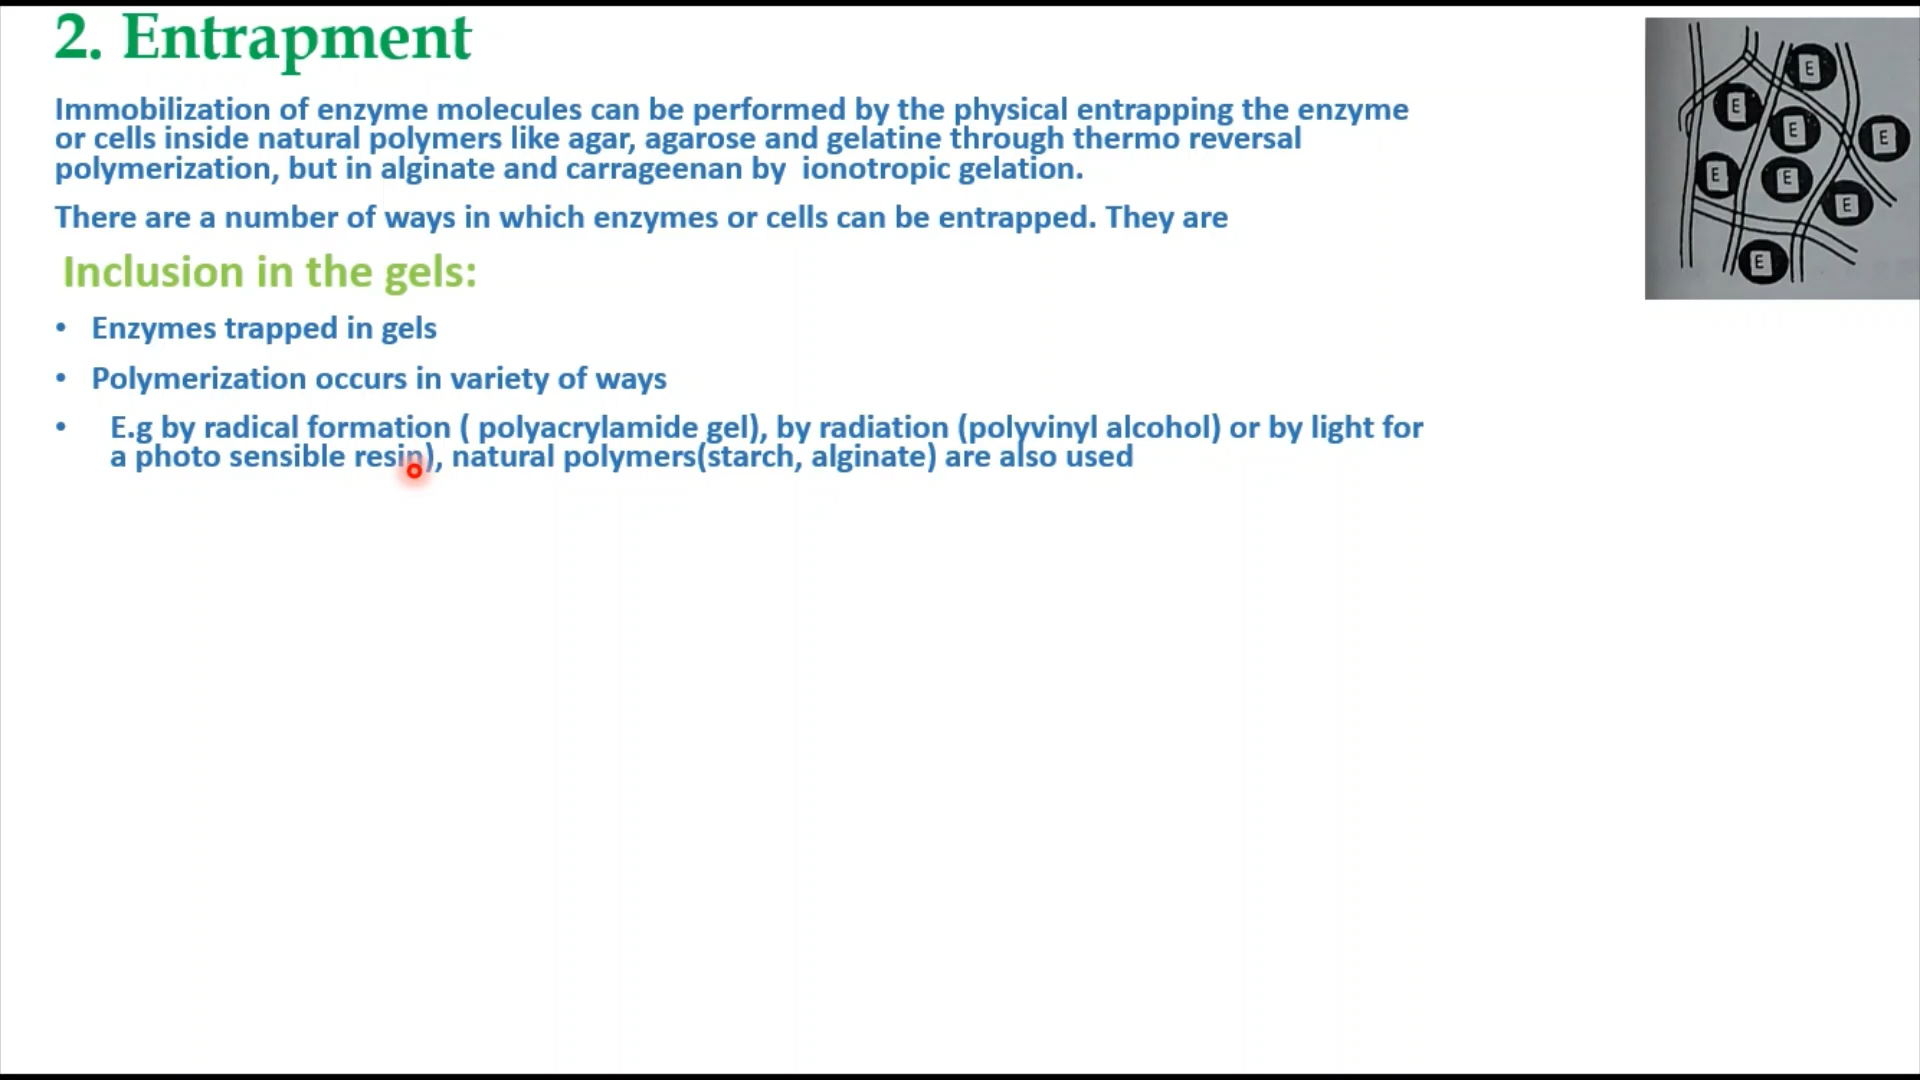 2. Entrapment
Immobilization of enzyme molecules can be performed by the physical entrapping the enzyme
or cells inside natural polymers like agar, agarose and gelatine through thermo reversal
polymerization, but in alginate and carrageenan by ionotropic gelation.
There are a number of ways in which enzymes or cells can be entrapped. They are
Inclusion in the gels:
• Enzymes trapped in gels
• Polymerization occurs in variety of ways
• E.g by radical formation ( polyacrylamide gel), by radiation (polyvinyl alcohol) or by light for
a photo sensible resin), natural polymers(starch, alginate) are also used
E
E
E
E
E
E
E
E